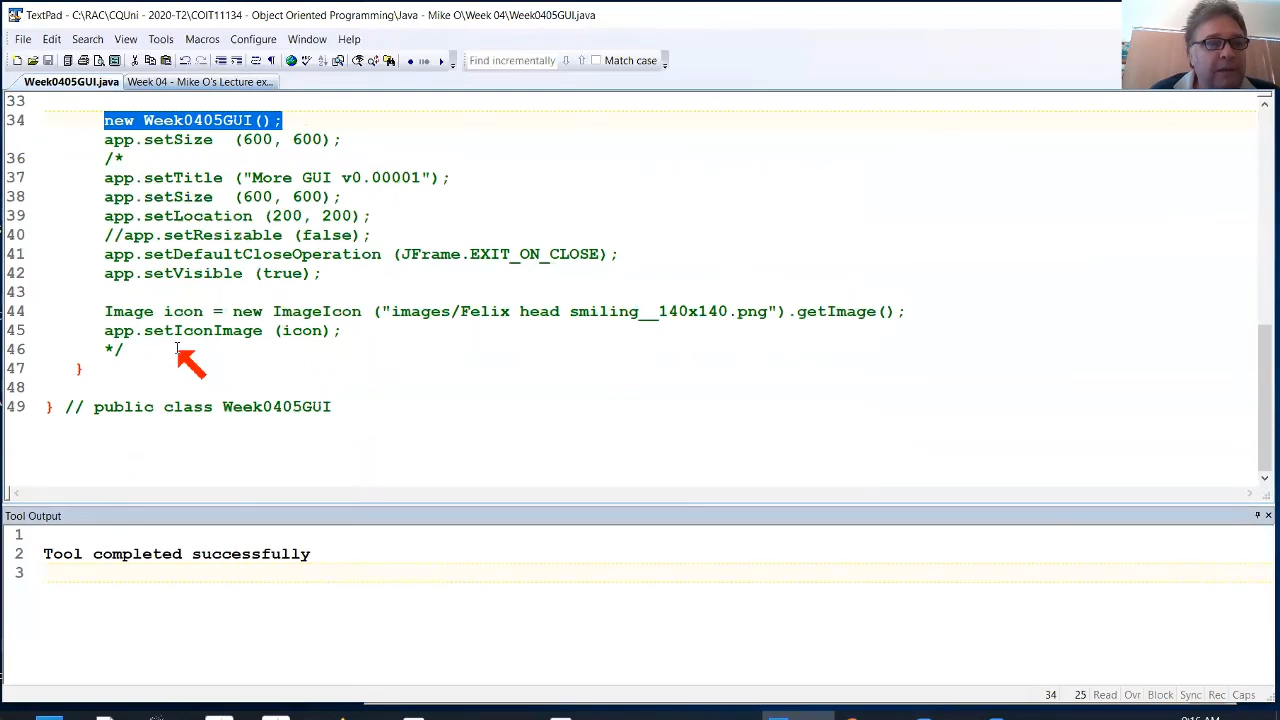 TextPad - C:\RAC\CQUni - 2020-T2\COIT11134 - Object Oriented Programming\Java - Mike O\Week 04\Week0405GUI.java
File Edit Search View Tools Macros Configure Window Help
Find incrementally Match case
Week0405GUI.java Week 04 - Mike O's Lecture ex...
33
34 new Week0405GUI();
app.setSize  (600, 600);
36 /*
37 app.setTitle ("More GUI v0.00001");
38 app.setSize  (600, 600);
39 app.setLocation (200, 200);
40 //app.setResizable (false);
41 app.setDefaultCloseOperation (JFrame.EXIT_ON_CLOSE);
42 app.setVisible (true);
43
44 Image icon = new ImageIcon ("images/Felix head smiling__140x140.png").getImage();
45 app.setIconImage (icon);
46 */
47 }
48
49 } // public class Week0405GUI
Tool Output
1
2 Tool completed successfully
3
34 25 Read Ovr Block Sync Rec Caps